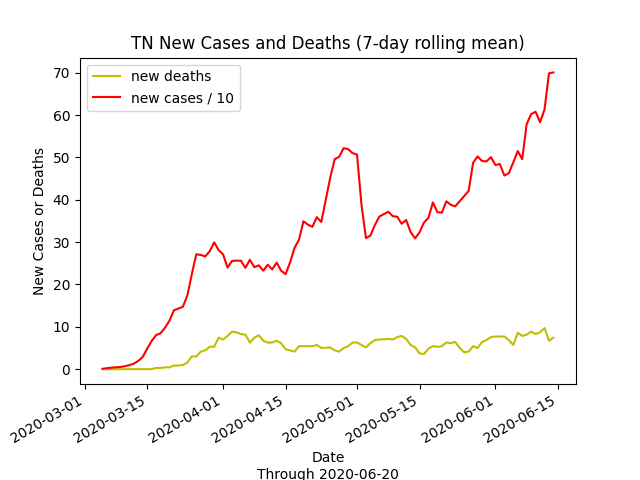 TN New Cases and Deaths (7-day rolling mean)
new deaths
new cases / 10
New Cases or Deaths
70
60
50
40
30
20
10
0
2020-03-01
2020-03-15
2020-04-01
2020-04-15
2020-05-01
2020-05-15
2020-06-01
2020-06-15
Date
Through 2020-06-20